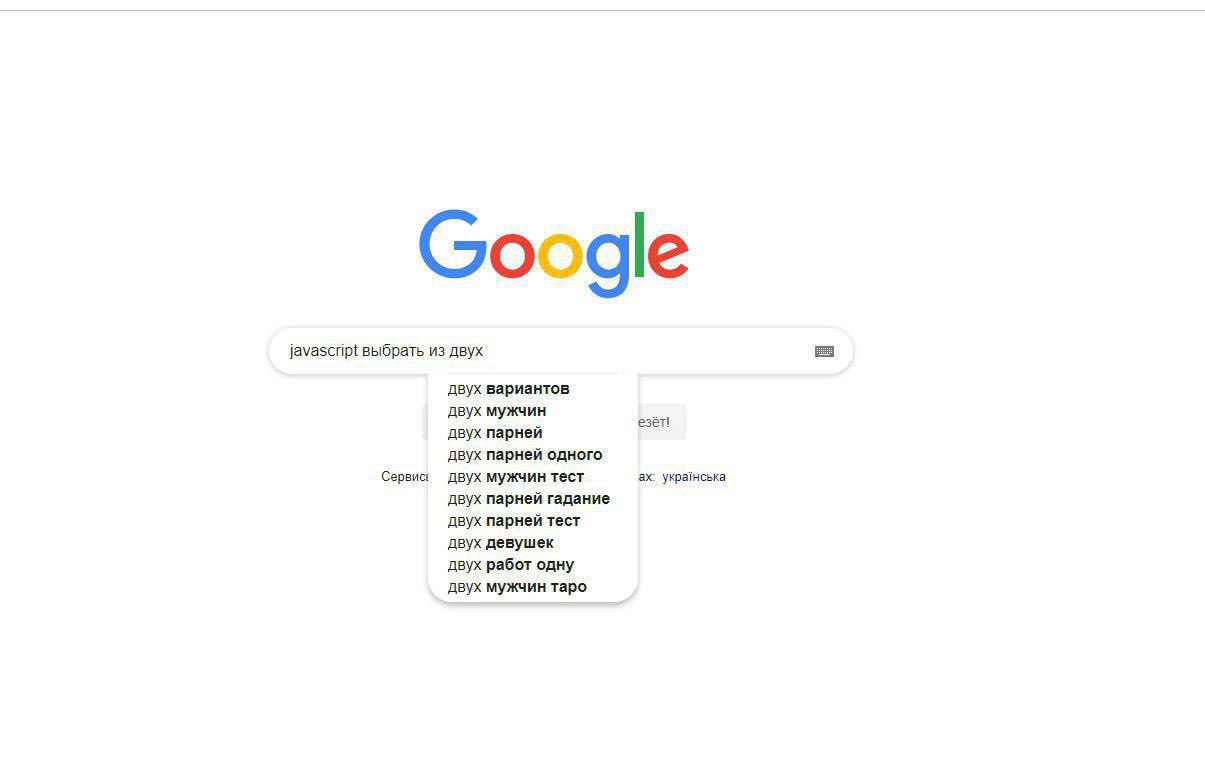 Google
javascript выбрать из двух
двух вариантов
двух мужчин
двух парней
двух парней одного
двух мужчин тест
двух парней гадание
двух парней тест
двух девушек
двух работ одну
двух мужчин таро
езёт!
Сервисы
ах: українська